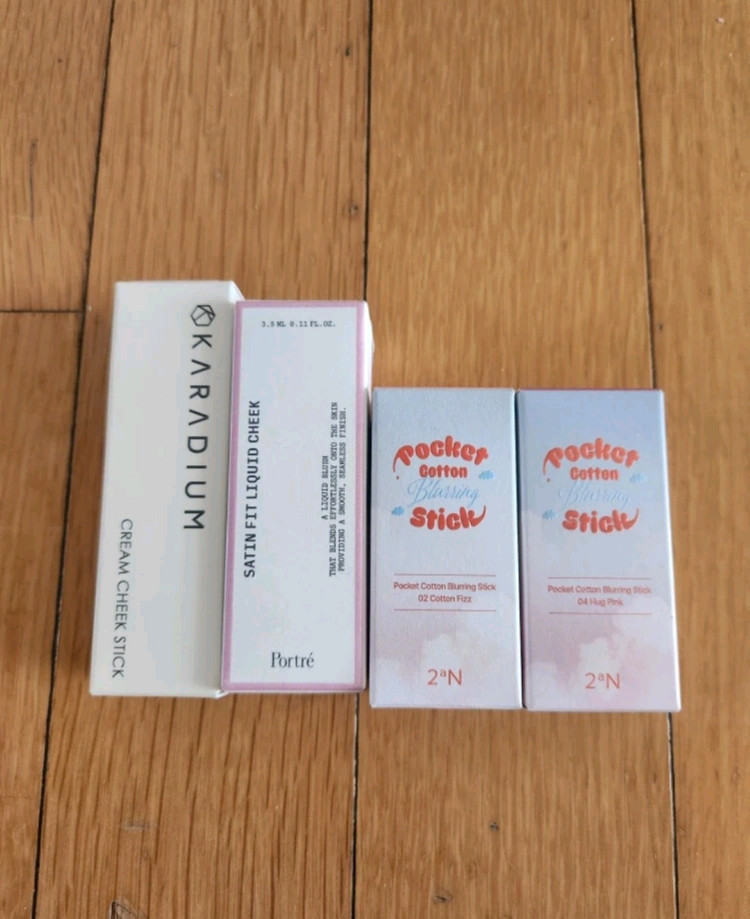 KARADIUM
CREAM CHEEK STICK
3.5 ML 0.11 FL.OZ.
SATIN FIT LIQUID CHEEK
A LIQUID BLUSH
THAT BLENDS EFFORTLESSLY ONTO THE SKIN
PROVIDING A SMOOTH, SEAMLESS FINISH.
Portré
Pocket
Cotton
Blurring
Stick
Pocket Cotton Blurring Stick
02 Cotton Fizz
2aN
Pocket
Cotton
Blurring
Stick
Pocket Cotton Blurring Stick
04 Hug Pink
2aN